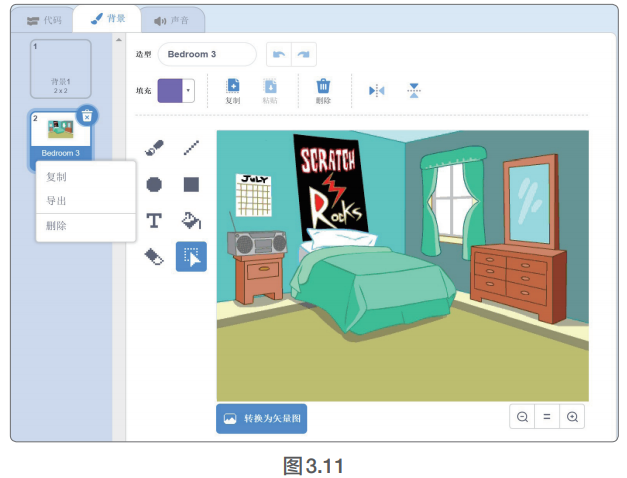 代码 背景 声音
1
背景1
2 x 2
2
Bedroom 3
复制
导出
删除
造型 Bedroom 3
填充 复制 粘贴 删除
T
JULY
SCRATCH
Rocks
转换为矢量图
图3.11